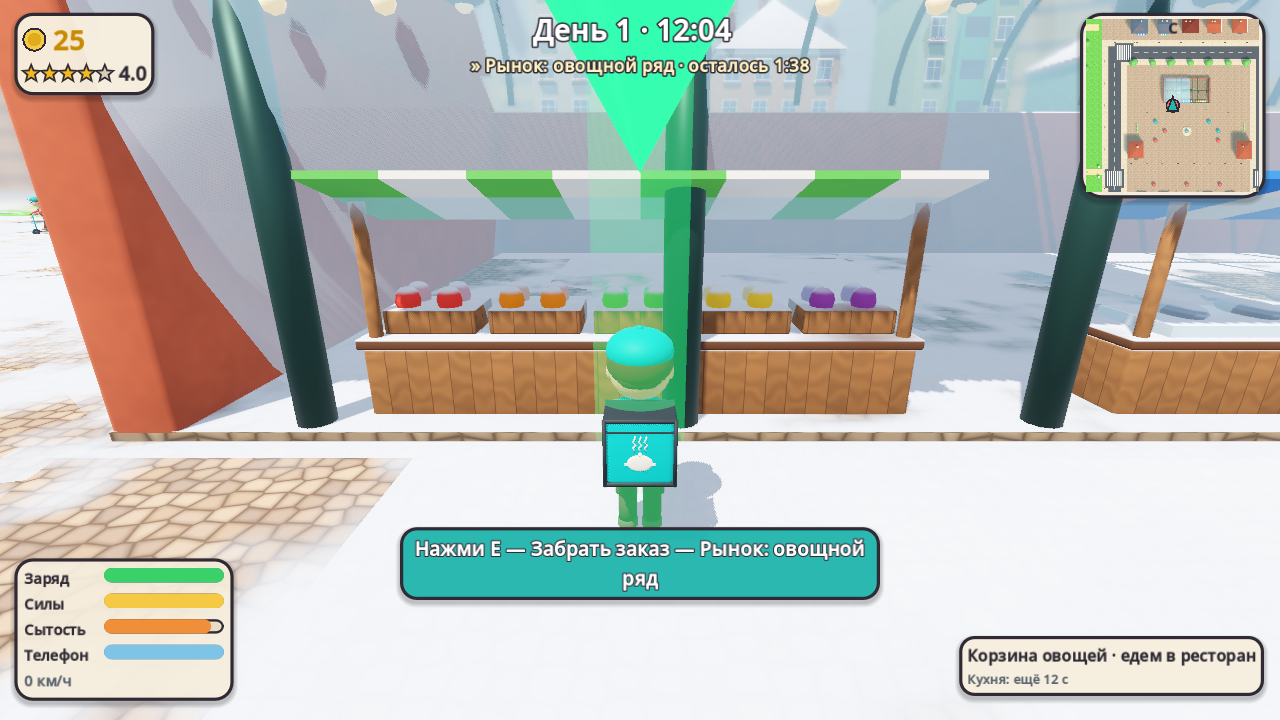 25
4.0
День 1 · 12:04
» Рынок: овощной ряд · осталось 1:38
С
Нажми E — Забрать заказ — Рынок: овощной
ряд
Заряд
Силы
Сытость
Телефон
0 км/ч
Корзина овощей · едем в ресторан
Кухня: ещё 12 с